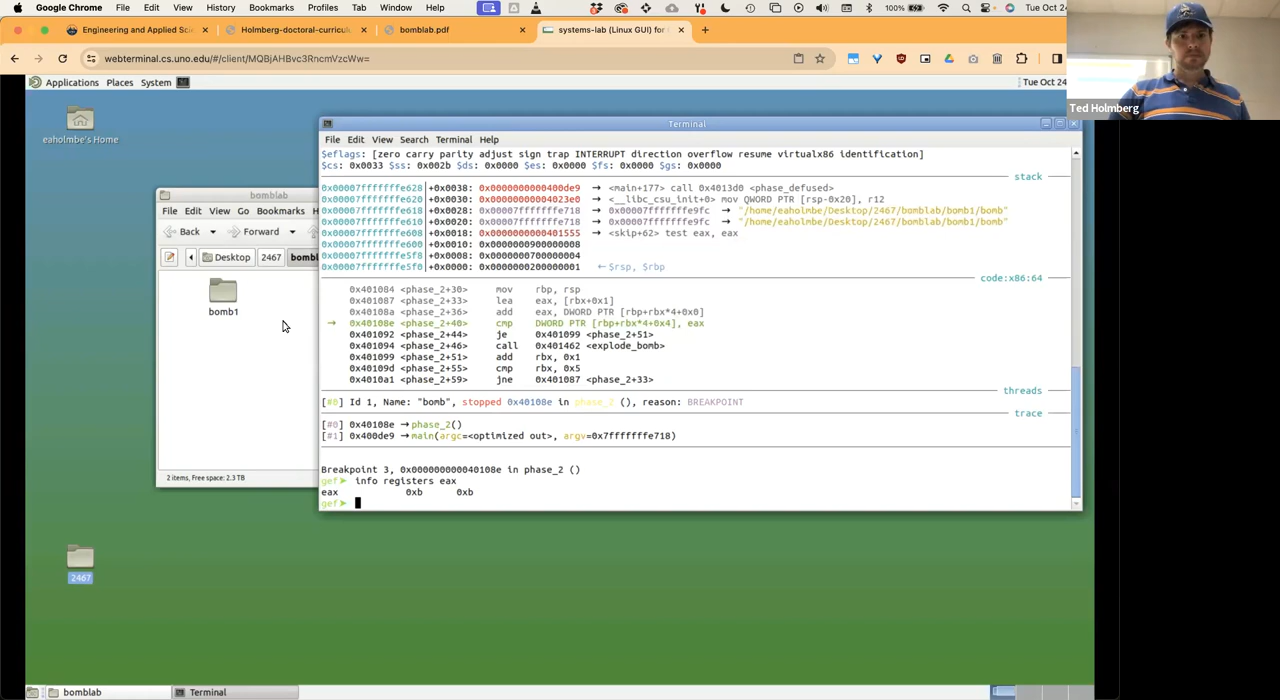 Google Chrome File Edit View History Bookmarks Profiles Tab Window Help 100% Tue Oct 24
Engineering and Applied Sci Holmberg-doctoral-curricul bomblab.pdf systems-lab (Linux GUI) for
webterminal.cs.uno.edu/#/client/MQBjAHBvc3RncmVzcWw=
Applications Places System Tue Oct 24
Ted Holmberg
eaholmbe's Home
Terminal
File Edit View Search Terminal Help
$eflags: [zero carry parity adjust sign trap INTERRUPT direction overflow resume virtualx86 identification]
$cs: 0x0033 $ss: 0x002b $ds: 0x0000 $es: 0x0000 $fs: 0x0000 $gs: 0x0000
stack
0x00007fffffffe628│+0x0038: 0x0000000000400de9 → <main+177> call 0x4013d0 <phase_defused>
0x00007fffffffe620│+0x0030: 0x00000000004023e0 → <__libc_csu_init+0> mov QWORD PTR [rsp-0x20], r12
0x00007fffffffe618│+0x0028: 0x00007fffffffe718 → 0x00007fffffffe9fc → "/home/eaholmbe/Desktop/2467/bomblab/bomb1/bomb"
0x00007fffffffe610│+0x0020: 0x00007fffffffe718 → 0x00007fffffffe9fc → "/home/eaholmbe/Desktop/2467/bomblab/bomb1/bomb"
0x00007fffffffe608│+0x0018: 0x0000000000401555 → <skip+62> test eax, eax
0x00007fffffffe600│+0x0010: 0x0000000900000008
0x00007fffffffe5f8│+0x0008: 0x0000000700000004
0x00007fffffffe5f0│+0x0000: 0x0000000200000001 ←$rsp, $rbp
code:x86:64
0x401084 <phase_2+30> mov rbp, rsp
0x401087 <phase_2+33> lea eax, [rbx+0x1]
0x40108a <phase_2+36> add eax, DWORD PTR [rbp+rbx*4+0x0]
→ 0x40108e <phase_2+40> cmp DWORD PTR [rbp+rbx*4+0x4], eax
0x401092 <phase_2+44> je 0x401099 <phase_2+51>
0x401094 <phase_2+46> call 0x401462 <explode_bomb>
0x401099 <phase_2+51> add rbx, 0x1
0x40109d <phase_2+55> cmp rbx, 0x5
0x4010a1 <phase_2+59> jne 0x401087 <phase_2+33>
threads
[#0] Id 1, Name: "bomb", stopped 0x40108e in phase_2 (), reason: BREAKPOINT
trace
[#0] 0x40108e → phase_2()
[#1] 0x400de9 → main(argc=<optimized out>, argv=0x7fffffffe718)
Breakpoint 3, 0x000000000040108e in phase_2 ()
gef➤ info registers eax
eax 0xb 0xb
gef➤
bomblab
File Edit View Go Bookmarks H
Back Forward
Desktop 2467 bombl
bomb1
2 items, Free space: 2.3 TB
2467
bomblab Terminal